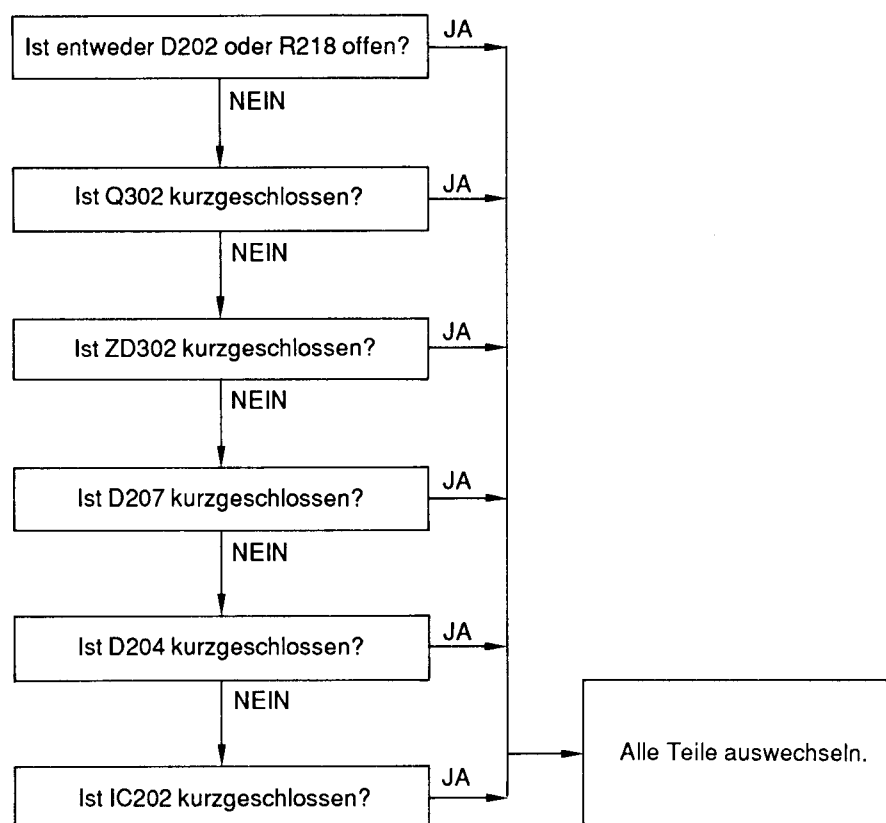 Ist entweder D202 oder R218 offen?
JA
NEIN
Ist Q302 kurzgeschlossen?
JA
NEIN
Ist ZD302 kurzgeschlossen?
JA
NEIN
Ist D207 kurzgeschlossen?
JA
NEIN
Ist D204 kurzgeschlossen?
JA
NEIN
Alle Teile auswechseln.
Ist IC202 kurzgeschlossen?
JA